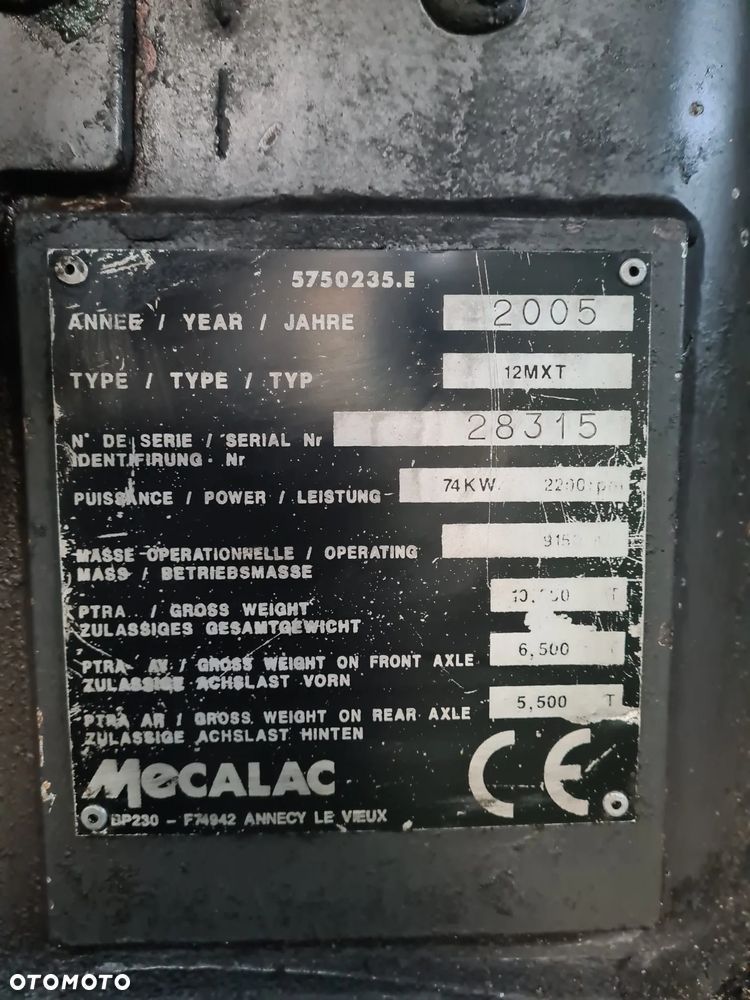 5750235.E
ANNEE / YEAR / JAHRE 2005
TYPE / TYPE / TYP 12MXT
N° DE SERIE / SERIAL Nr 28315
IDENTIFIRUNG Nr
PUISSANCE / POWER / LEISTUNG 74KW 2200rpm
MASSE OPERATIONNELLE / OPERATING
MASS / BETRIEBSMASSE
PTRA / GROSS WEIGHT T
ZULASSIGES GESAMTGEWICHT
PTRA AV / GROSS WEIGHT ON FRONT AXLE 6,500
ZULASSIGE ACHSLAST VORN
PTRA AR / GROSS WEIGHT ON REAR AXLE 5,500 T
ZULASSIGE ACHSLAST HINTEN
MECALAC CE
BP230 - F74942 ANNECY LE VIEUX
OTOMOTO